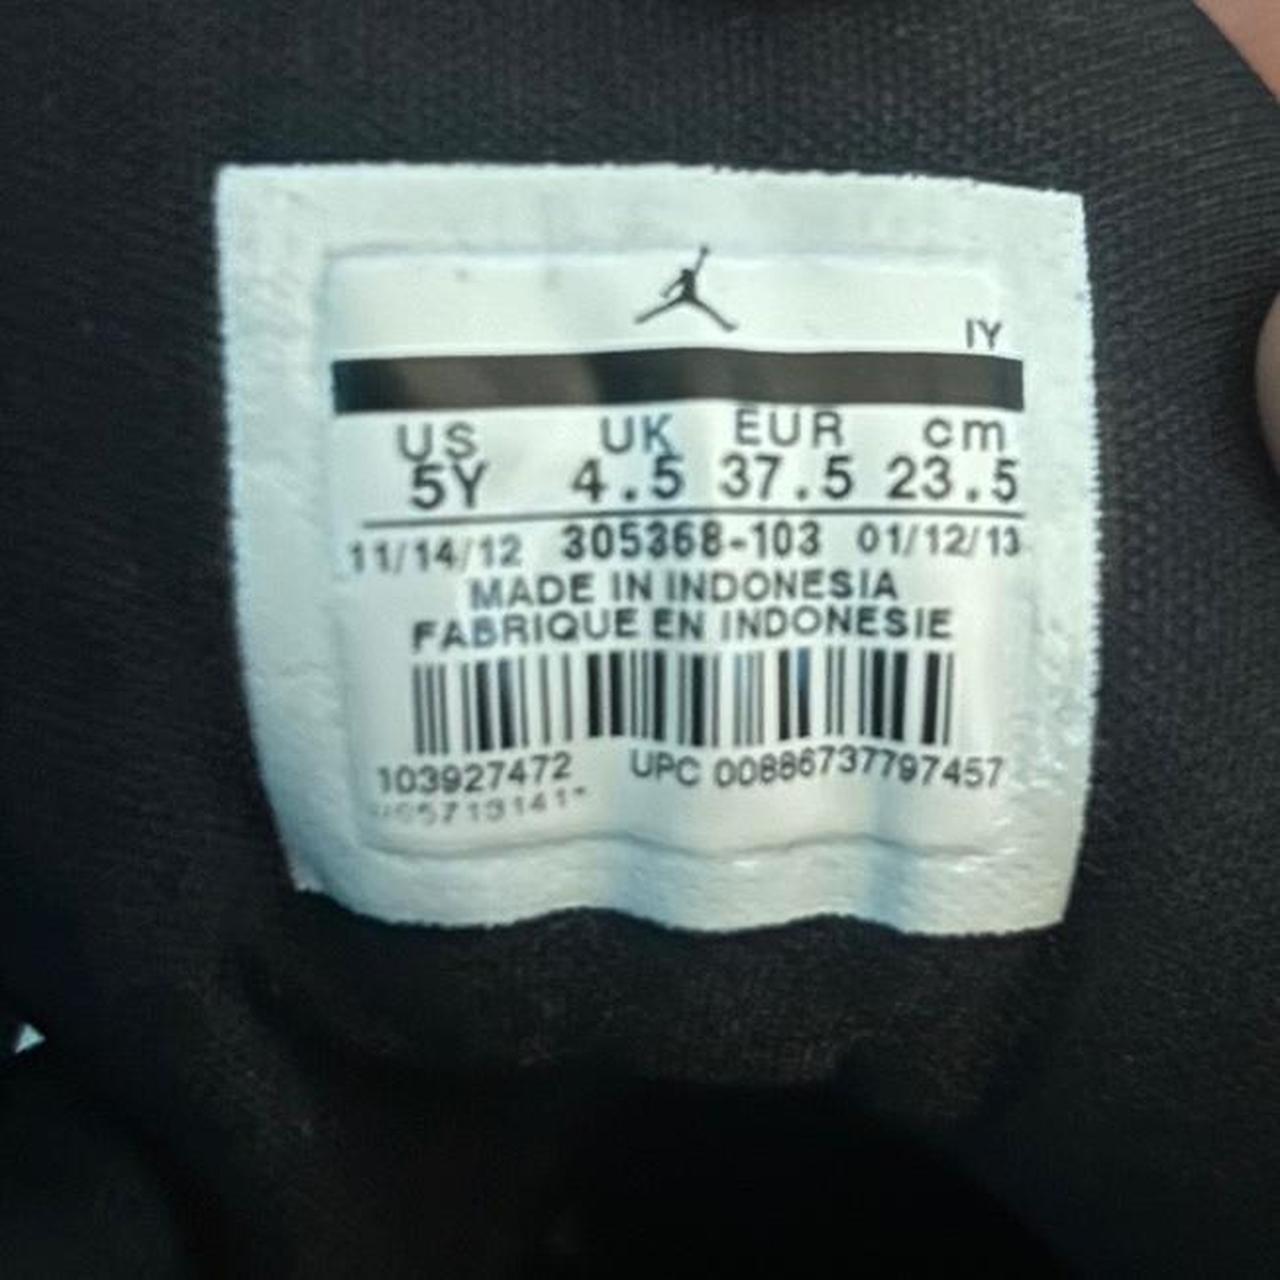 IY
US UK EUR cm
5Y 4.5 37.5 23.5
11/14/12 305368-103 01/12/13
MADE IN INDONESIA
FABRIQUE EN INDONESIE
103927472 UPC 00886737797457